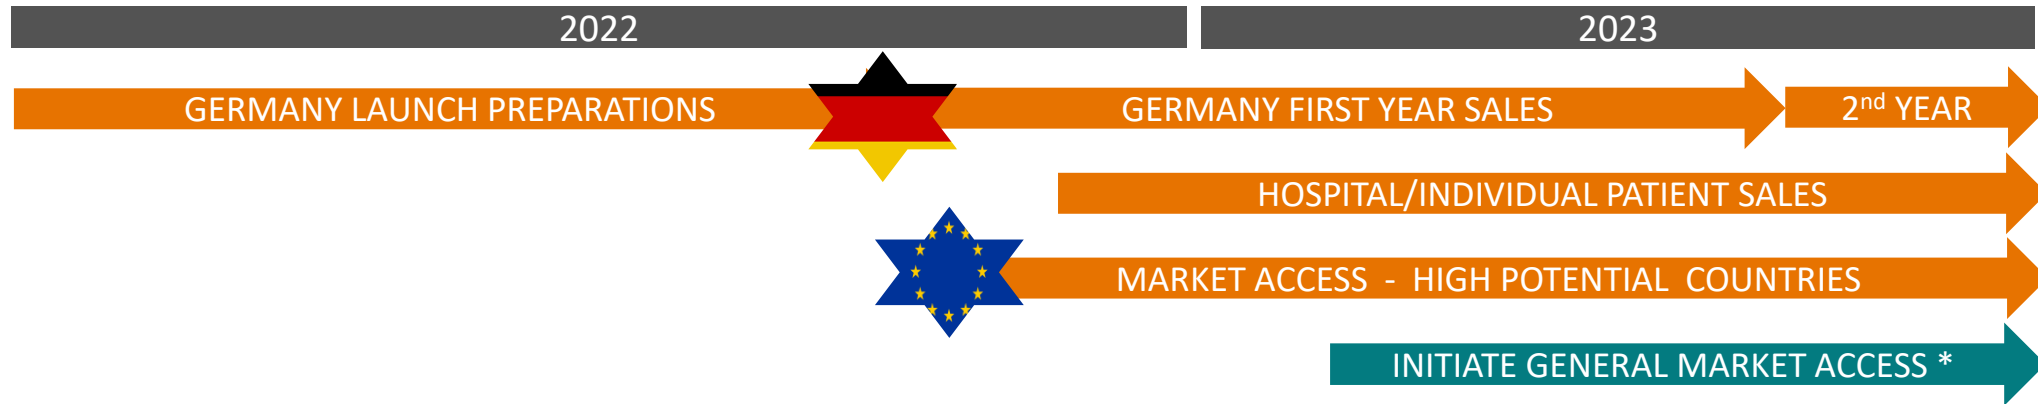 2022
2023
GERMANY LAUNCH PREPARATIONS
GERMANY FIRST YEAR SALES
2nd YEAR
HOSPITAL/INDIVIDUAL PATIENT SALES
MARKET ACCESS - HIGH POTENTIAL COUNTRIES
INITIATE GENERAL MARKET ACCESS *